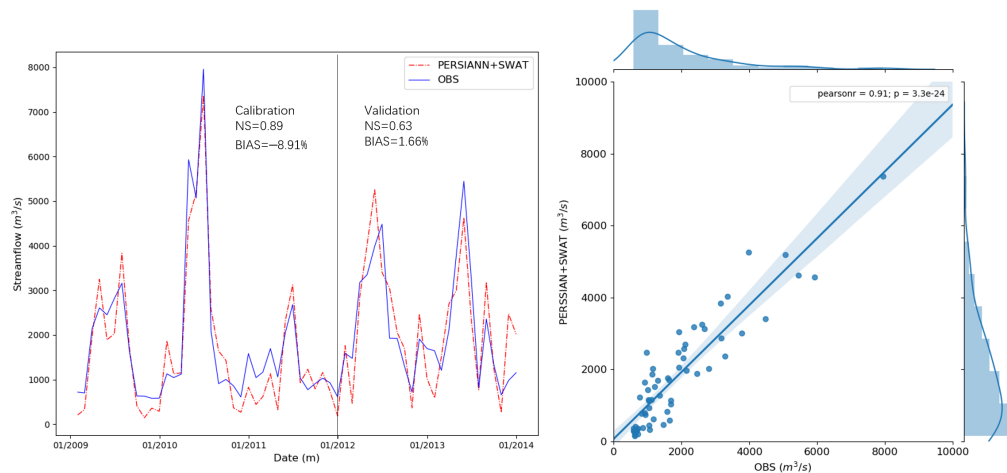 PERSIANN+SWAT
OBS
Calibration
NS=0.89
BIAS=−8.91%
Validation
NS=0.63
BIAS=1.66%
8000
7000
6000
5000
4000
3000
2000
1000
0
Streamflow (m³/s)
01/2009
01/2010
01/2011
01/2012
01/2013
01/2014
Date (m)
pearsonr = 0.91; p = 3.3e-24
10000
8000
6000
4000
2000
0
PERSSIAN+SWAT (m³/s)
0
2000
4000
6000
8000
10000
OBS (m³/s)